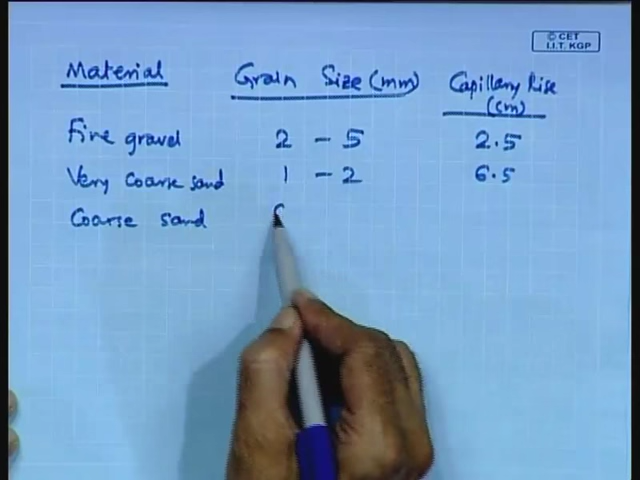 © CET
I.I.T. KGP
Material Grain Size (mm) Capillary Rise (cm)
Fine gravel 2 - 5 2.5
Very Coarse sand 1 - 2 6.5
Coarse sand